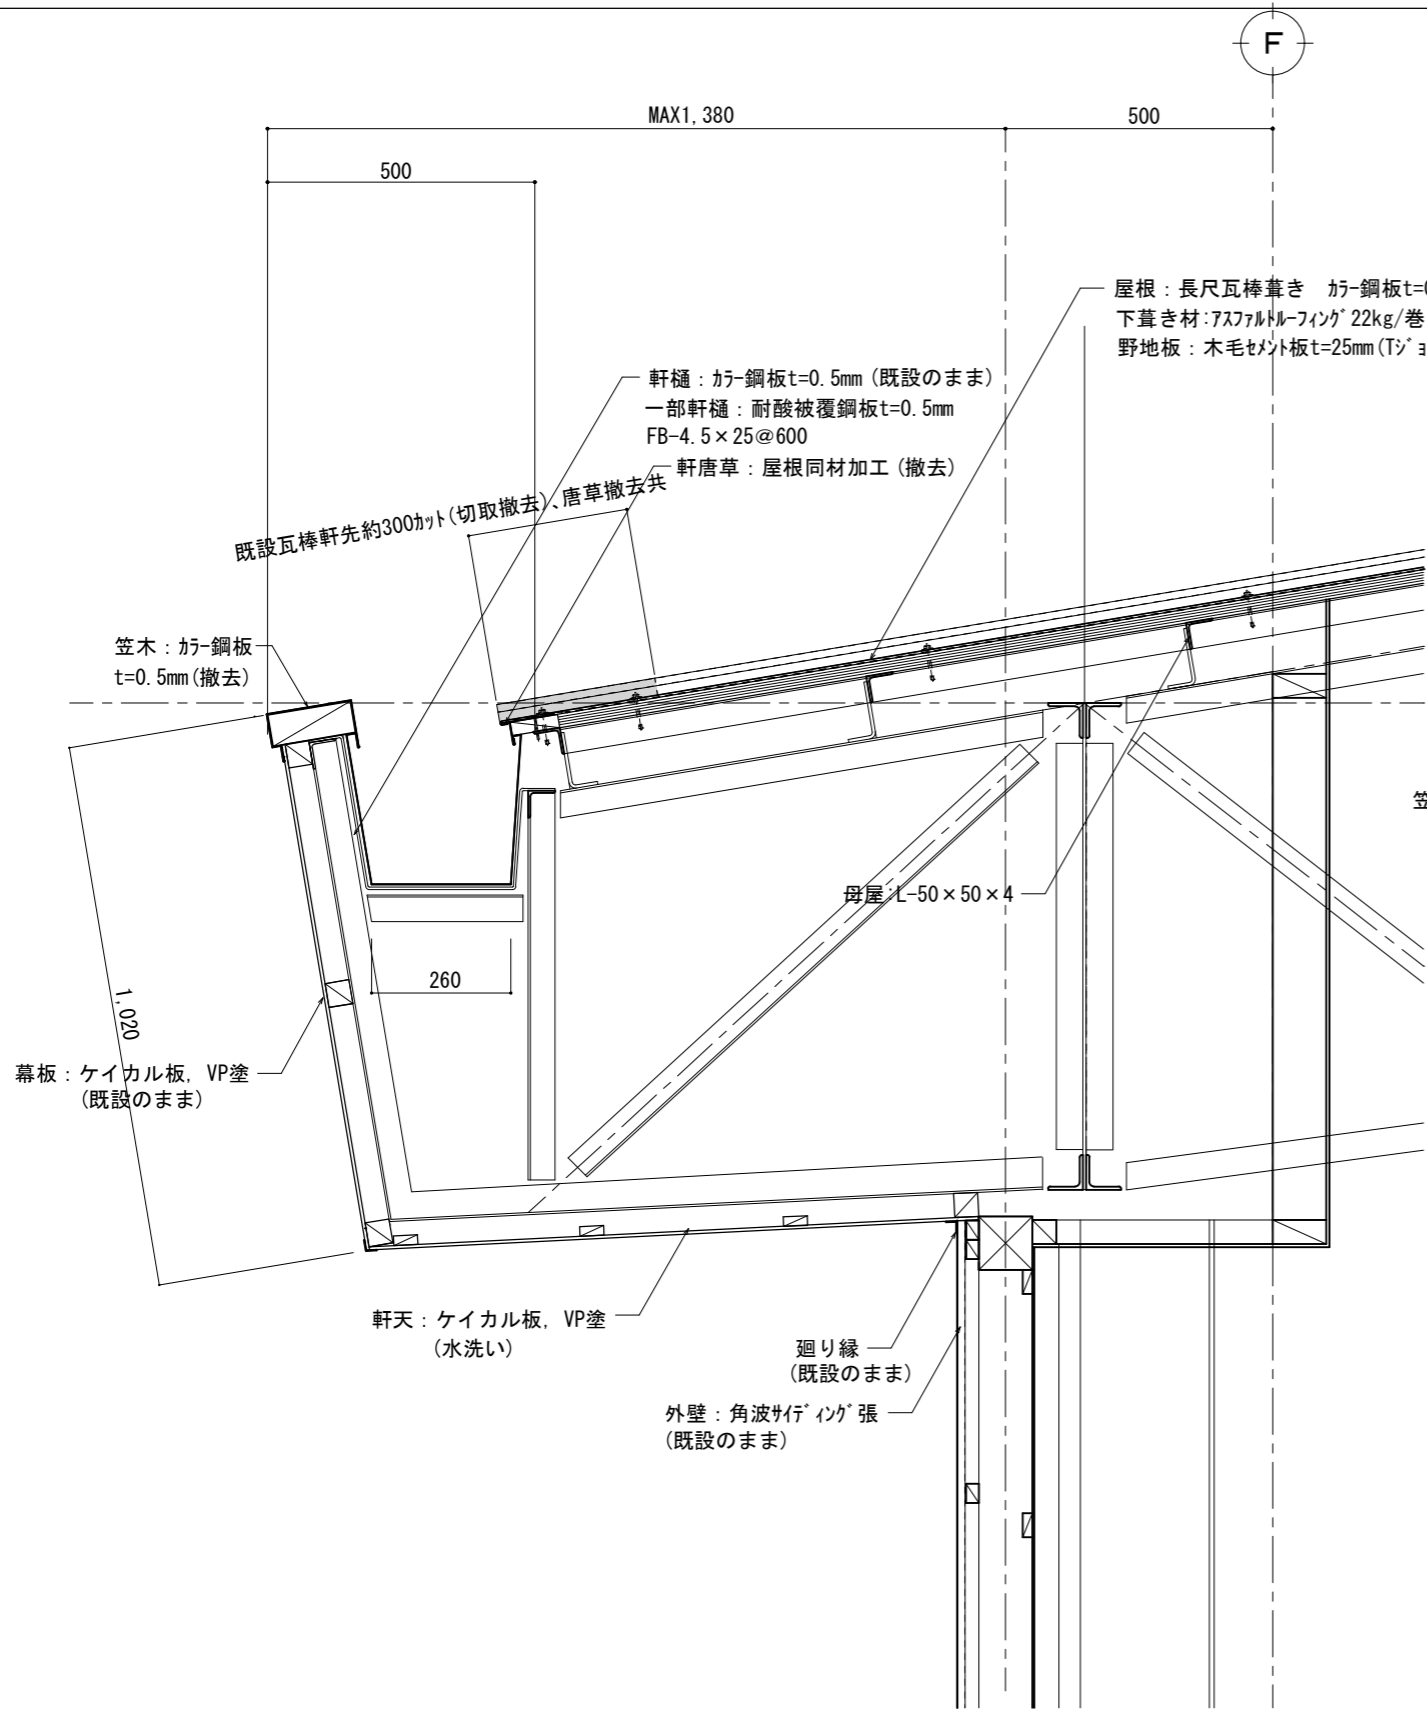 F
MAX1,380
500
500
屋根：長尺瓦棒葺き　カラー鋼板t=
下葺き材:アスファルトルーフィング22kg/巻
野地板：木毛セメント板t=25mm(Tジョ
軒樋：カラー鋼板t=0.5mm(既設のまま)
一部軒樋：耐酸被覆鋼板t=0.5mm
FB-4.5×25@600
軒唐草：屋根同材加工(撤去)
既設瓦棒軒先約300カット(切取撤去)、唐草撤去共
笠木：カラー鋼板
t=0.5mm(撤去)
笠
母屋:L-50×50×4
260
1,020
幕板：ケイカル板, VP塗
(既設のまま)
軒天：ケイカル板, VP塗
(水洗い)
廻り縁
(既設のまま)
外壁：角波サイディング張
(既設のまま)